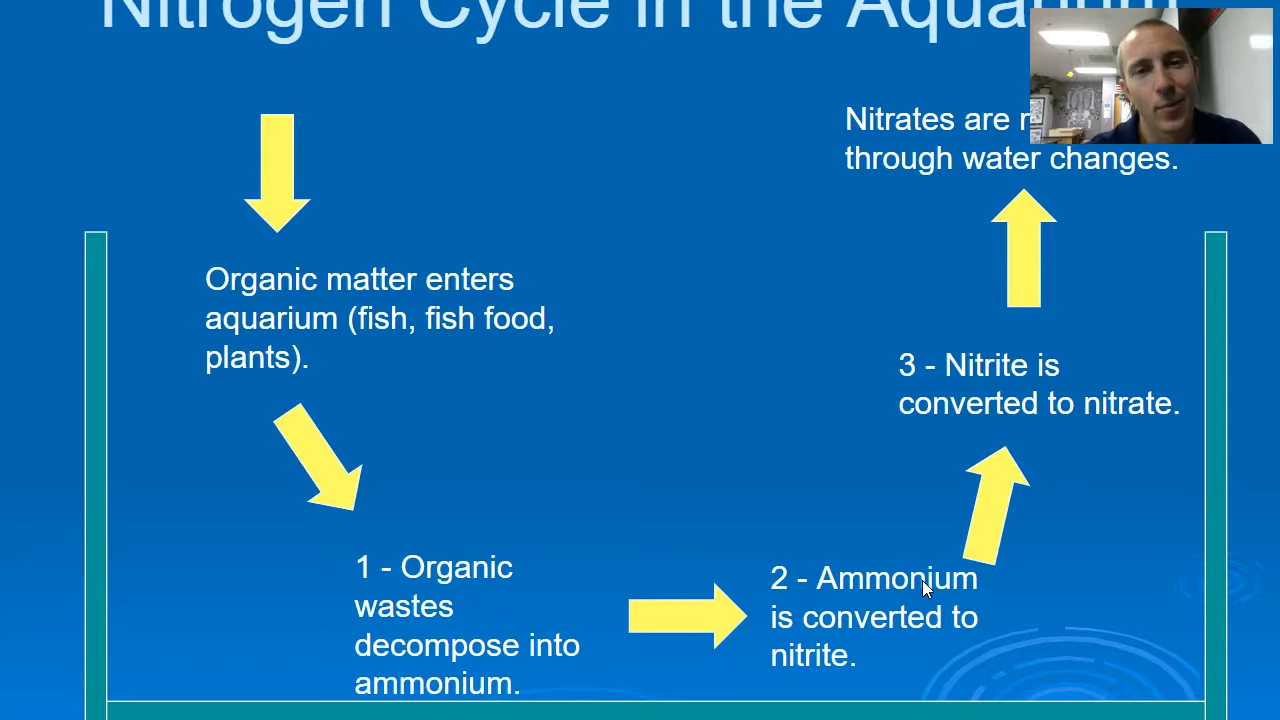 Nitrogen Cycle in the Aquarium
Nitrates are
through water changes.
Organic matter enters
aquarium (fish, fish food,
plants).
3 - Nitrite is
converted to nitrate.
1 - Organic
wastes
decompose into
ammonium.
2 - Ammonium
is converted to
nitrite.